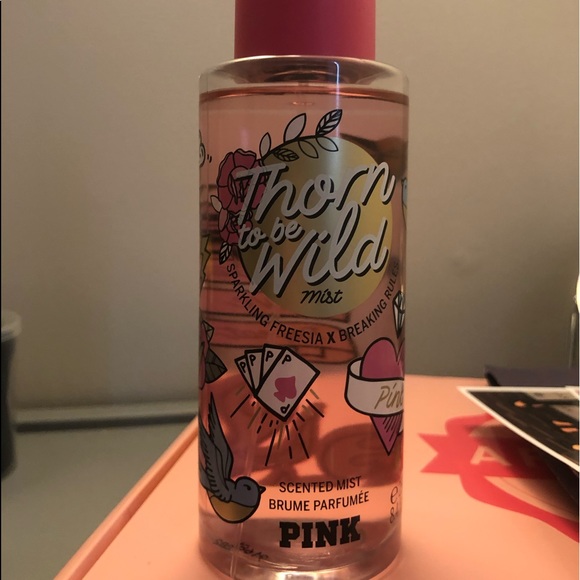 Thorn
to be
Wild
Mist
SPARKLING FREESIA X BREAKING RULES
P P P P
P
Pink
SCENTED MIST
BRUME PARFUMÉE
PINK